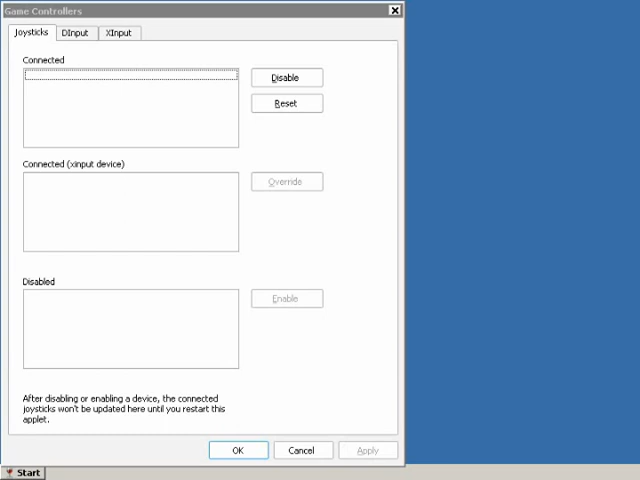 Game Controllers
Joysticks DInput XInput
Connected
Disable
Reset
Connected (xinput device)
Override
Disabled
Enable
After disabling or enabling a device, the connected
joysticks won't be updated here until you restart this
applet.
OK Cancel Apply
Start